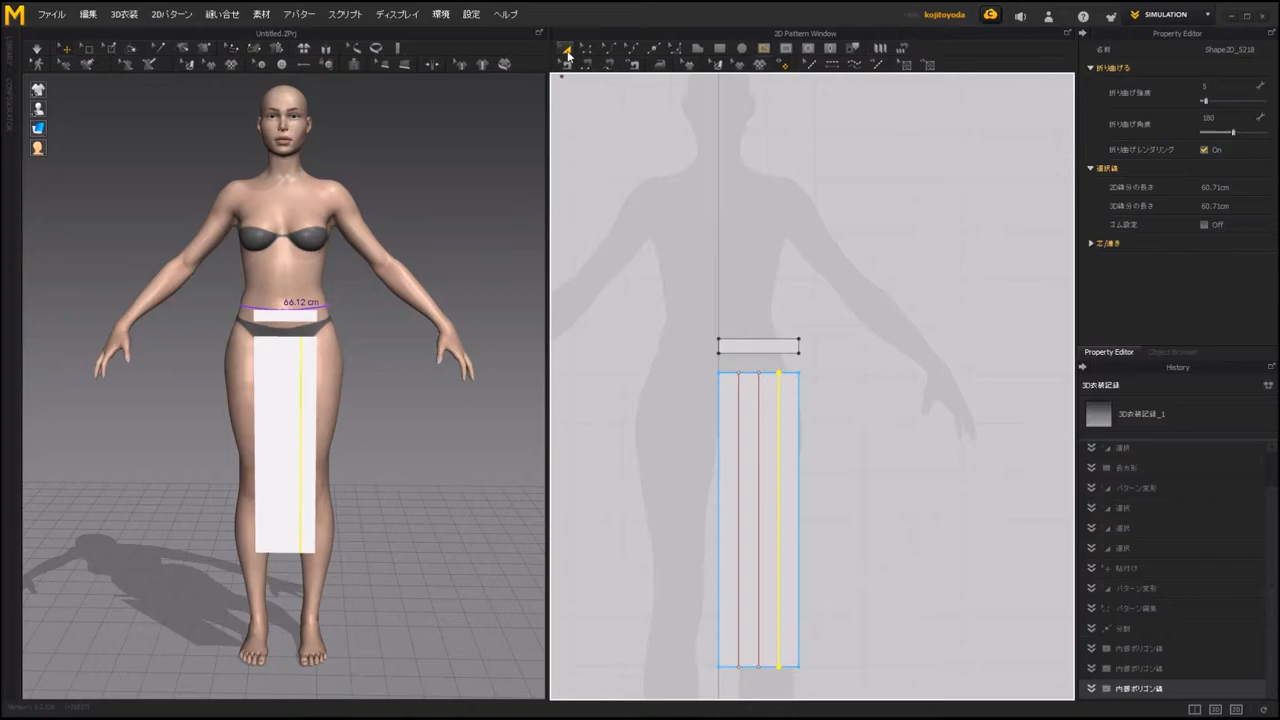 ファイル 編集 3D衣装 2Dパターン 縫い合せ 素材 アバター スクリプト ディスプレイ 環境 設定 ヘルプ
kojitoyoda
SIMULATION
Untitled.ZPrj
2D Pattern Window
Property Editor
LIBRARY
CONFIGURATOR
66.12 cm
名前 Shape2D_5218
折り曲げる
折り曲げ強度 5
折り曲げ角度 180
折り曲げレンダリング On
選択線
2D線分の長さ 60.71cm
3D線分の長さ 60.71cm
ゴム設定 Off
Property Editor Object Browser
History
3D衣装記録
3D衣装記録_1
選択
長方形
パターン変形
選択
選択
選択
貼付け
パターン変形
パターン編集
分割
内部ポリゴン線
内部ポリゴン線
内部ポリゴン線